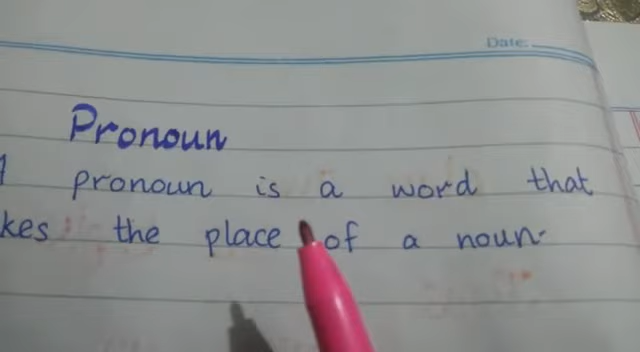 Date:
Pronoun
A pronoun is a word that
kes the place of a noun.